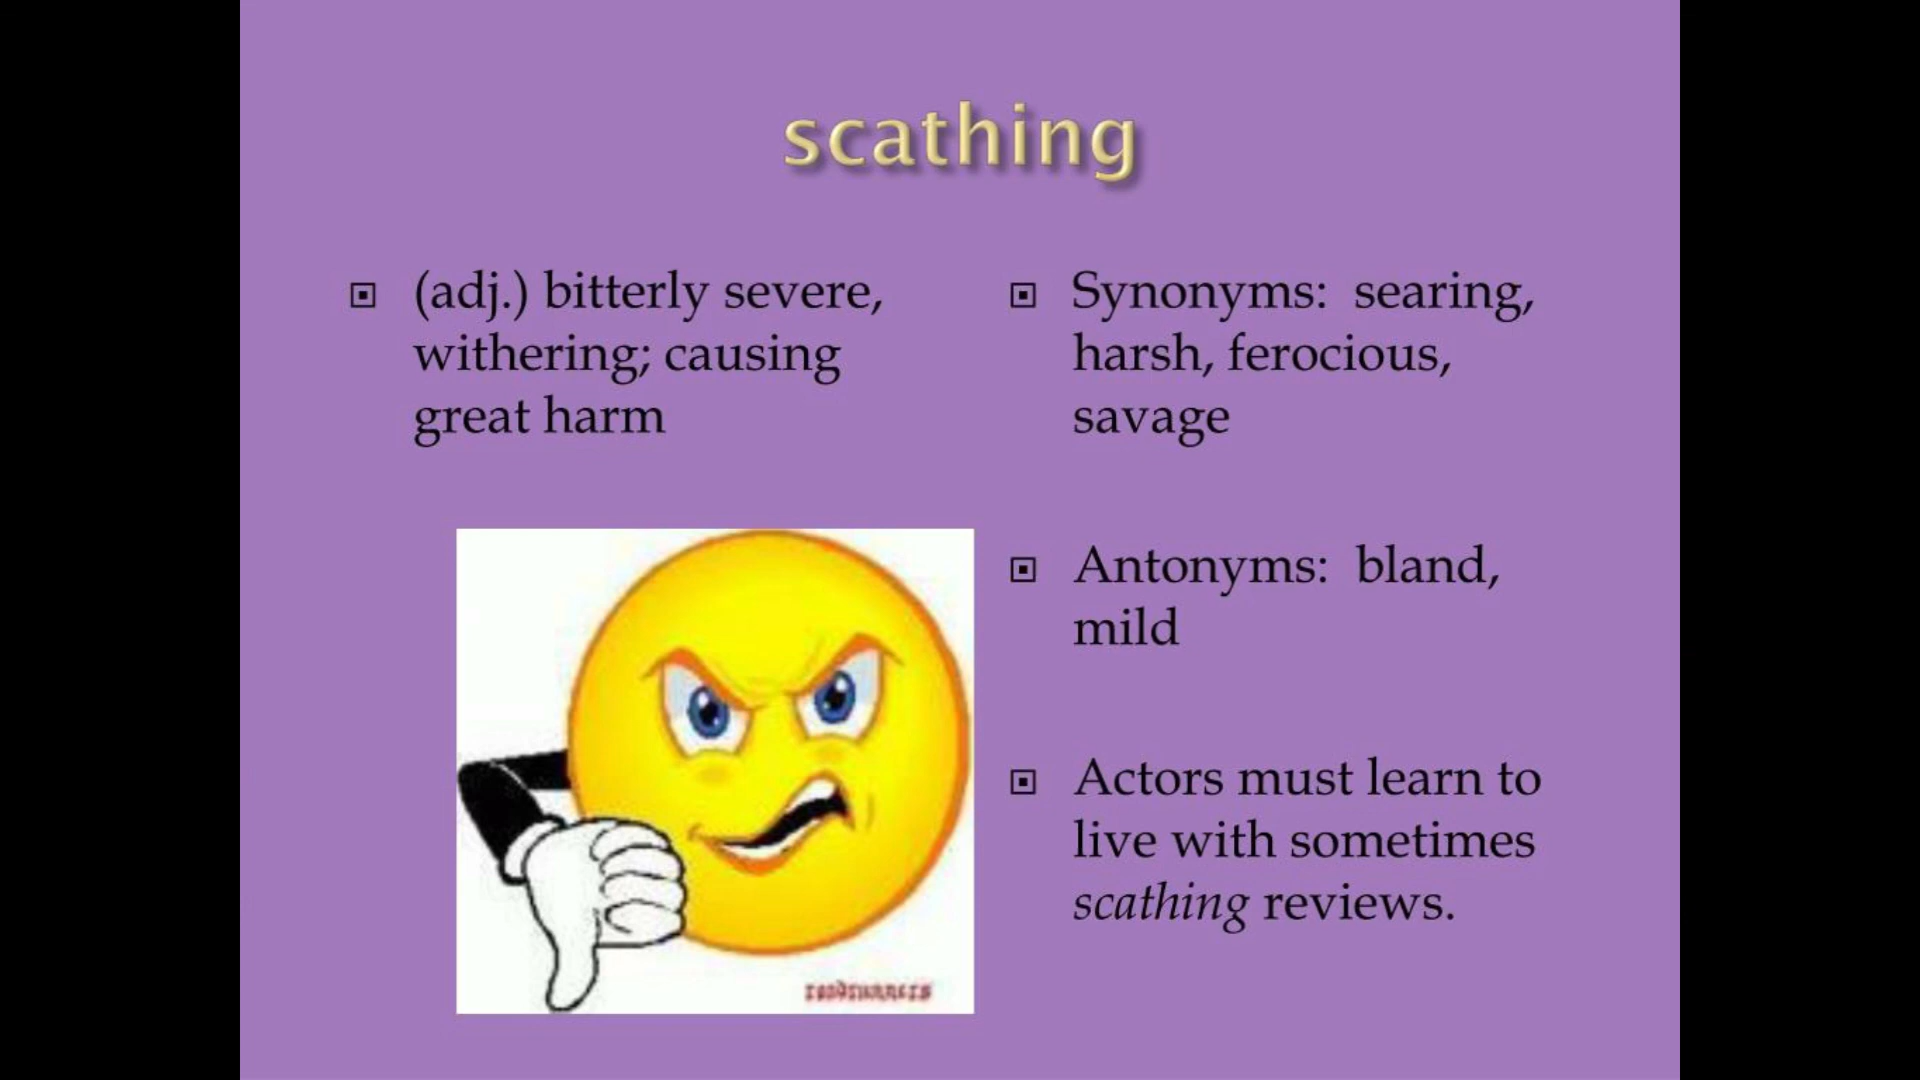 scathing
(adj.) bitterly severe,
withering; causing
great harm
Synonyms: searing,
harsh, ferocious,
savage
Antonyms: bland,
mild
Actors must learn to
live with sometimes
scathing reviews.
roadrunners